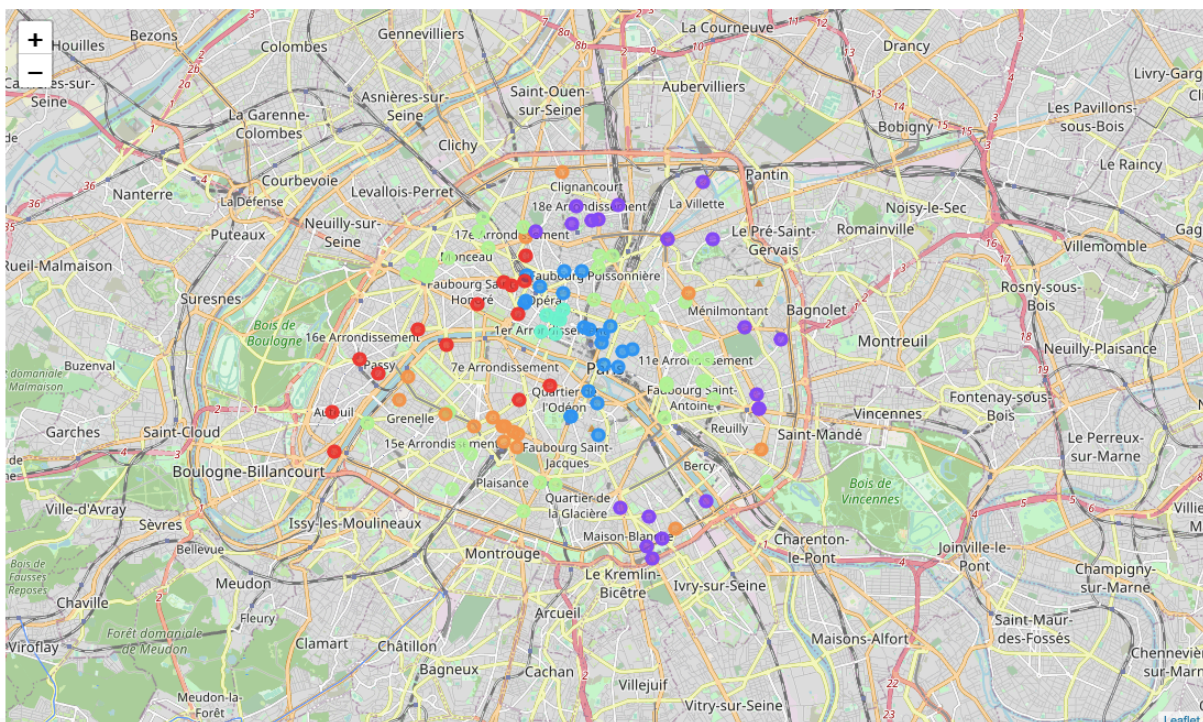 +
−
Houilles
Bezons
Colombes
Gennevilliers
La Courneuve
Drancy
Livry-Garg
Seine
Asnières-sur-
Seine
Saint-Ouen-
sur-Seine
Aubervilliers
Les Pavillons-
sous-Bois
La Garenne-
Colombes
Bobigny
Clichy
Le Raincy
Nanterre
Courbevoie
La Défense
Levallois-Perret
Clignancourt
Pantin
18e Arrondissement
La Villette
Noisy-le-Sec
Puteaux
Neuilly-sur-
Seine
17e Arrondissement
Le Pré-Saint-
Gervais
Romainville
Villemomble
Rueil-Malmaison
Monceau
Faubourg Poissonnière
Rosny-sous-
Bois
Suresnes
Honoré
Opéra
Ménilmontant
Bagnolet
Bois de
Boulogne
16e Arrondissement
1er Arrondissement
Montreuil
Neuilly-Plaisance
Buzenval
Passy
7e Arrondissement
Paris
11e Arrondissement
Malmaison
Quartier
l'Odéon
Faubourg Saint-
Antoine
Fontenay-sous-
Bois
Auteuil
Grenelle
Reuilly
Vincennes
Garches
Saint-Cloud
15e Arrondissement
Saint-Mandé
Le Perreux-
sur-Marne
Boulogne-Billancourt
Faubourg Saint-
Jacques
Bercy
Plaisance
Bois de
Vincennes
Ville-d'Avray
Quartier de
la Glacière
Sèvres
Issy-les-Moulineaux
Maison-Blanche
Charenton-
le-Pont
Joinville-le-
Pont
Bellevue
Montrouge
Bois de
Fausses
Reposes
Meudon
Le Kremlin-
Bicêtre
Ivry-sur-Seine
Champigny-
sur-Marne
Chaville
Fleury
Arcueil
Viroflay
Forêt domaniale
de Meudon
Clamart
Châtillon
Maisons-Alfort
Saint-Maur-
des-Fossés
Bagneux
Cachan
Meudon-la-
Forêt
Villejuif
Vitry-sur-Seine
Leaflet